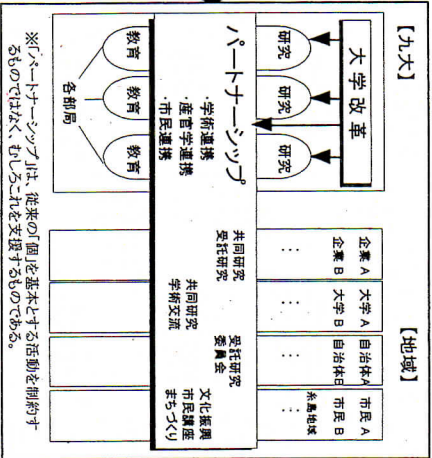 【九大】
【地域】
大学改革
研究
研究
研究
企業A
企業B
⋮
大学A
大学B
⋮
自治体A
自治体B
⋮
市民A
市民B
糸島地域
⋮
パートナーシップ
・学術連携
・産官学連携
・市民連携
共同研究
受託研究
共同研究
学術交流
受託研究
委員会
文化振興
市民講座
まちづくり
教育
教育
教育
各部局
※「パートナーシップ」は、従来の「個」を基本とする活動を制約す
るものではなく、むしろこれを支援するものである。